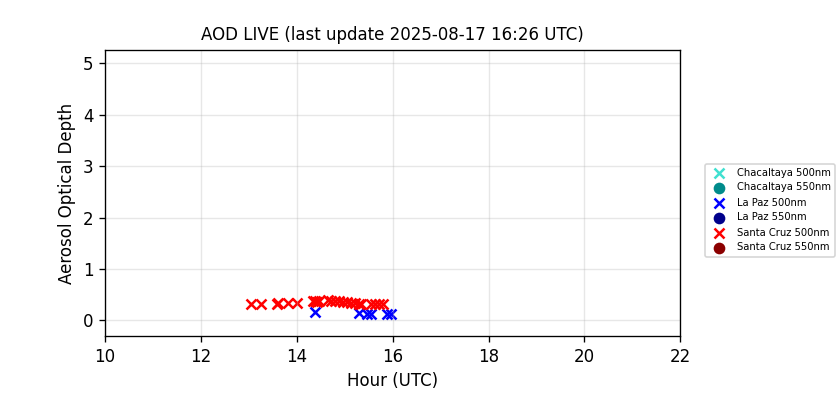 AOD LIVE (last update 2025-08-17 16:26 UTC)
5
4
3
2
1
0
Aerosol Optical Depth
10 12 14 16 18 20 22
Hour (UTC)
Chacaltaya 500nm
Chacaltaya 550nm
La Paz 500nm
La Paz 550nm
Santa Cruz 500nm
Santa Cruz 550nm